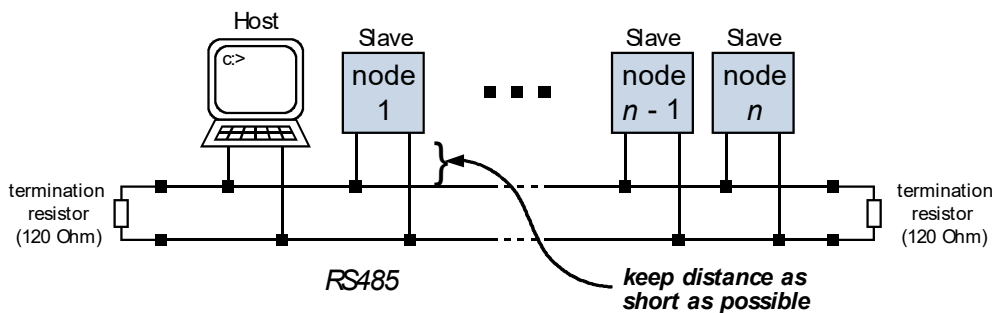 Host
c:>
Slave
node
1
Slave
node
n - 1
Slave
node
n
termination
resistor
(120 Ohm)
termination
resistor
(120 Ohm)
RS485
keep distance as
short as possible